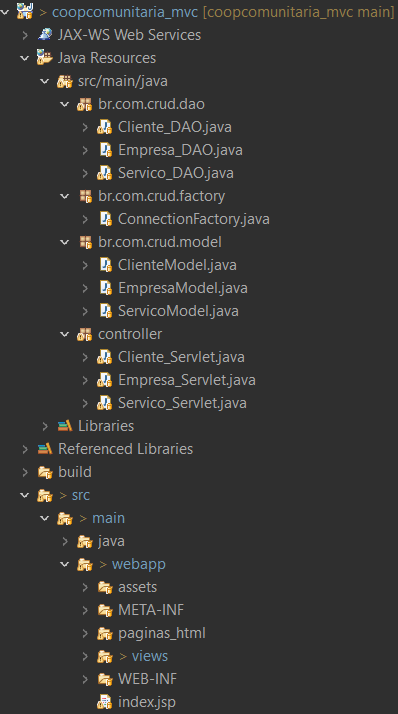 > coopcomunitaria_mvc [coopcomunitaria_mvc main]
JAX-WS Web Services
Java Resources
src/main/java
br.com.crud.dao
Cliente_DAO.java
Empresa_DAO.java
Servico_DAO.java
br.com.crud.factory
ConnectionFactory.java
br.com.crud.model
ClienteModel.java
EmpresaModel.java
ServicoModel.java
controller
Cliente_Servlet.java
Empresa_Servlet.java
Servico_Servlet.java
Libraries
Referenced Libraries
build
> src
> main
java
> webapp
assets
META-INF
paginas_html
> views
WEB-INF
index.jsp